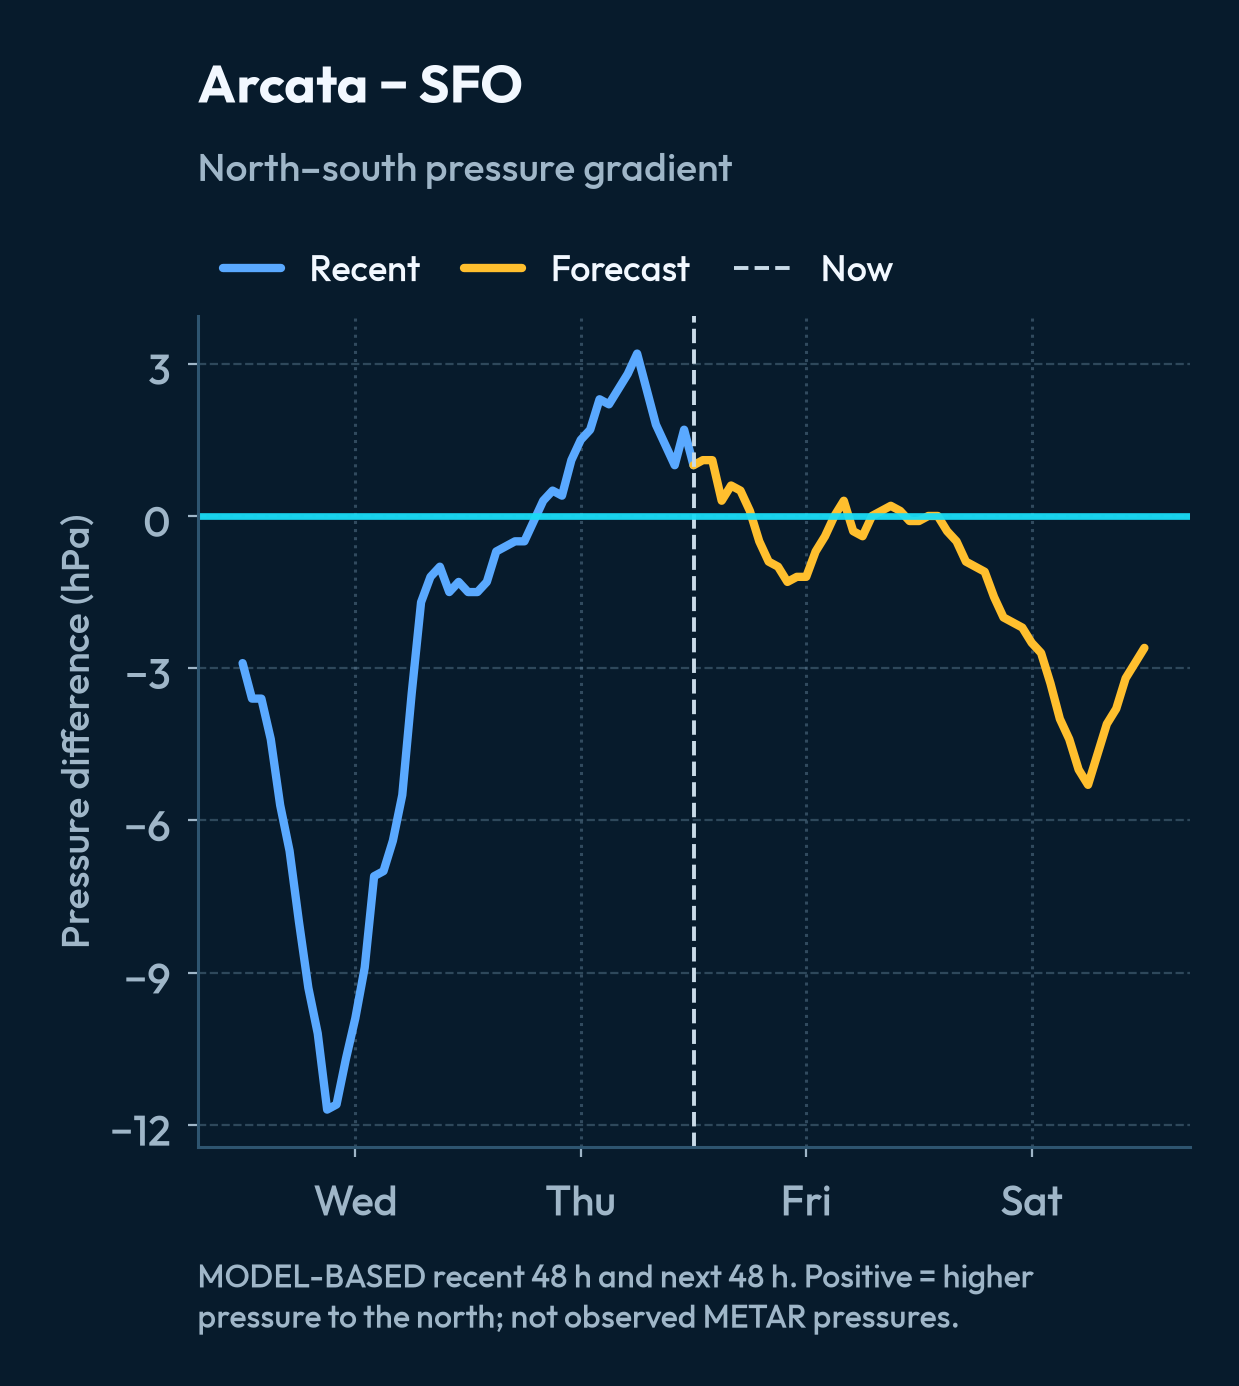 Arcata – SFO
North–south pressure gradient
Recent Forecast Now
Pressure difference (hPa)
3
0
−3
−6
−9
−12
Wed Thu Fri Sat
MODEL-BASED recent 48 h and next 48 h. Positive = higher
pressure to the north; not observed METAR pressures.